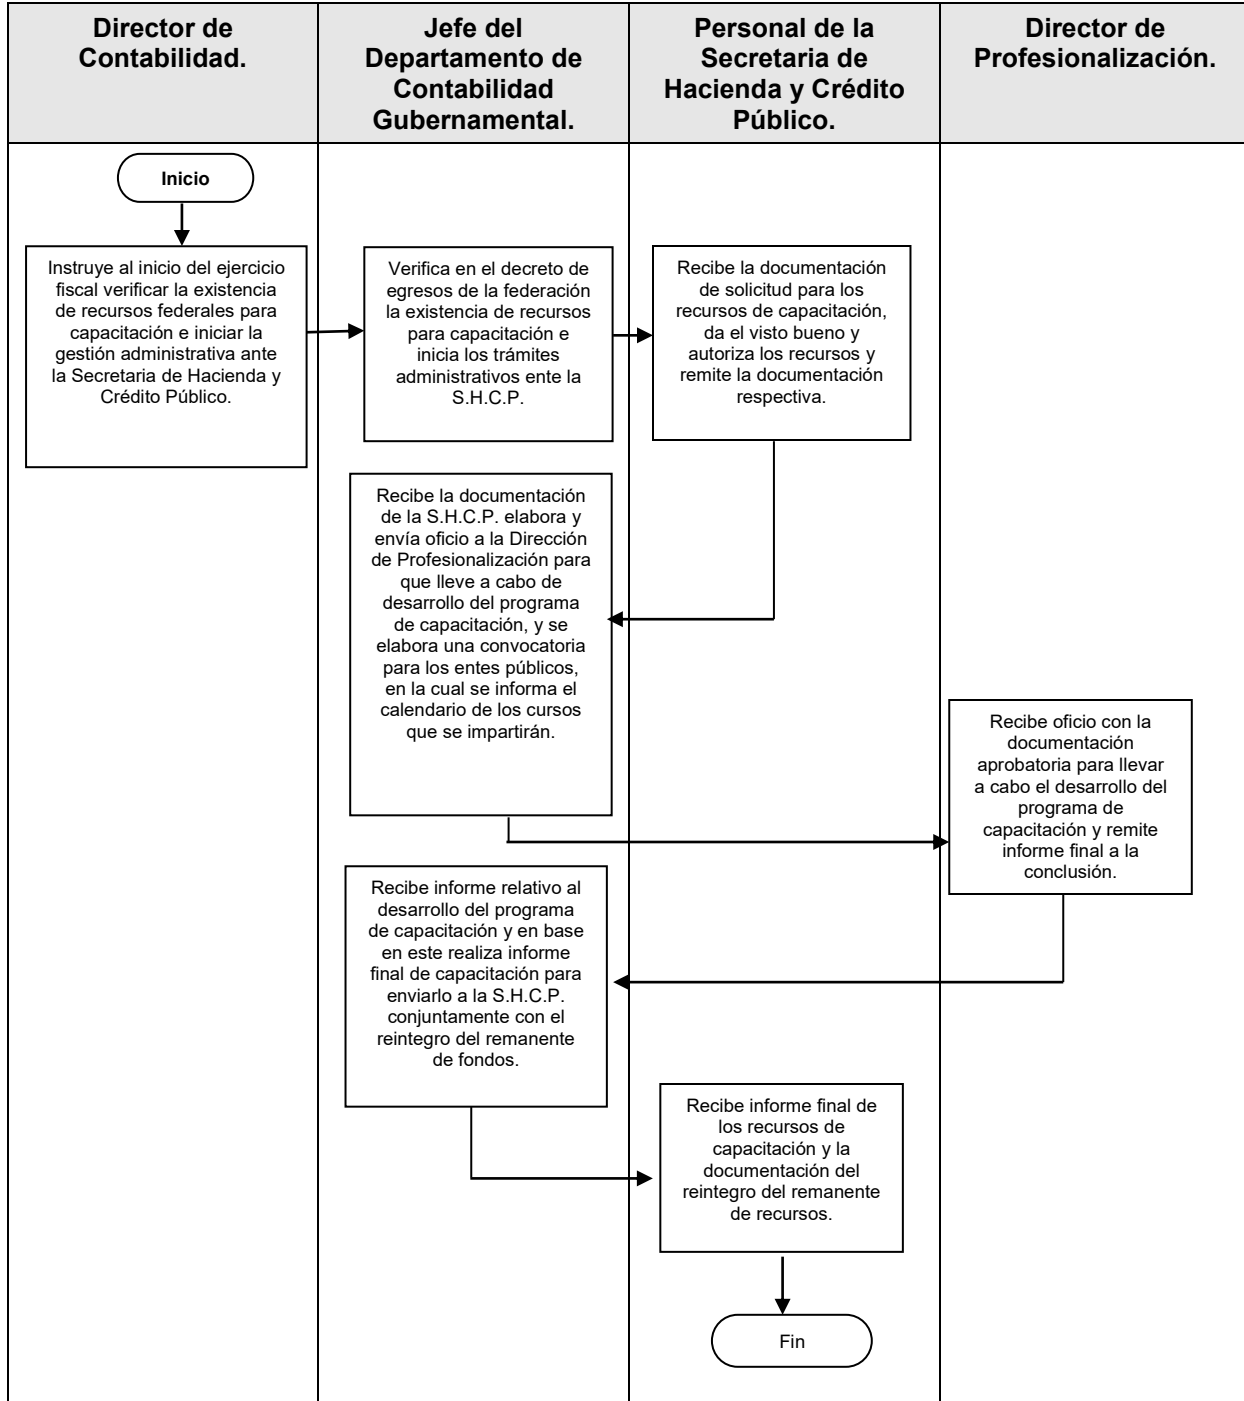 Director de
Contabilidad.
Jefe del
Departamento de
Contabilidad
Gubernamental.
Personal de la
Secretaria de
Hacienda y Crédito
Público.
Director de
Profesionalización.
Inicio
Instruye al inicio del ejercicio
fiscal verificar la existencia
de recursos federales para
capacitación e iniciar la
gestión administrativa ante
la Secretaria de Hacienda y
Crédito Público.
Verifica en el decreto de
egresos de la federación
la existencia de recursos
para capacitación e
inicia los trámites
administrativos ente la
S.H.C.P.
Recibe la documentación
de solicitud para los
recursos de capacitación,
da el visto bueno y
autoriza los recursos y
remite la documentación
respectiva.
Recibe la documentación
de la S.H.C.P. elabora y
envía oficio a la Dirección
de Profesionalización para
que lleve a cabo de
desarrollo del programa
de capacitación, y se
elabora una convocatoria
para los entes públicos,
en la cual se informa el
calendario de los cursos
que se impartirán.
Recibe oficio con la
documentación
aprobatoria para llevar
a cabo el desarrollo del
programa de
capacitación y remite
informe final a la
conclusión.
Recibe informe relativo al
desarrollo del programa
de capacitación y en base
en este realiza informe
final de capacitación para
enviarlo a la S.H.C.P.
conjuntamente con el
reintegro del remanente
de fondos.
Recibe informe final de
los recursos de
capacitación y la
documentación del
reintegro del remanente
de recursos.
Fin